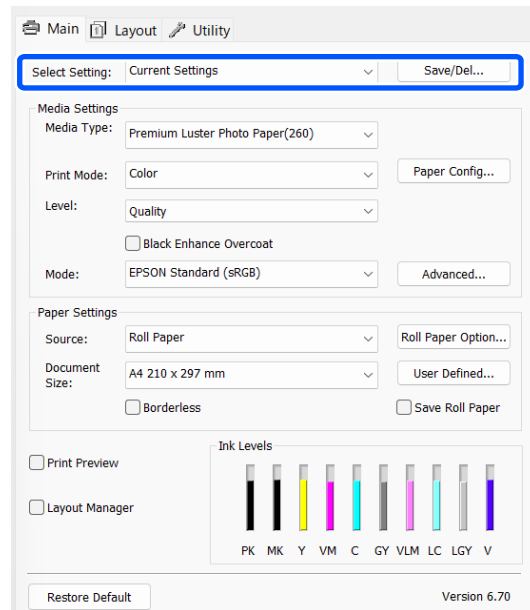 Main Layout Utility
Select Setting: Current Settings Save/Del...
Media Settings
Media Type: Premium Luster Photo Paper(260)
Print Mode: Color Paper Config...
Level: Quality
Black Enhance Overcoat
Mode: EPSON Standard (sRGB) Advanced...
Paper Settings
Source: Roll Paper Roll Paper Option...
Document Size: A4 210 x 297 mm User Defined...
Borderless Save Roll Paper
Ink Levels
Print Preview
Layout Manager
PK MK Y VM C GY VLM LC LGY V
Restore Default Version 6.70